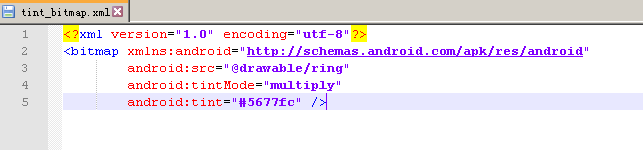 tint_bitmap.xml
1 <?xml version="1.0" encoding="utf-8"?>
2 <bitmap xmlns:android="http://schemas.android.com/apk/res/android"
3 android:src="@drawable/ring"
4 android:tintMode="multiply"
5 android:tint="#5677fc" />